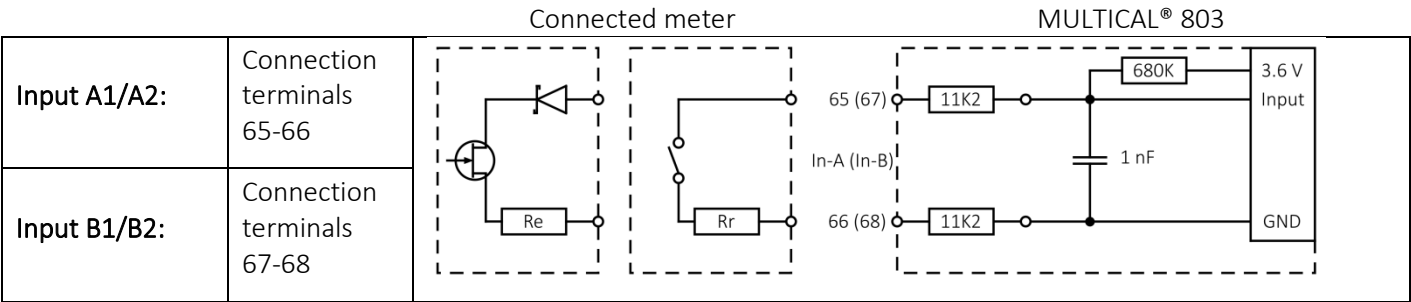 Connected meter
MULTICAL® 803
Input A1/A2:
Connection
terminals
65-66
Input B1/B2:
Connection
terminals
67-68
Re
Rr
65 (67)
In-A (In-B)
66 (68)
11K2
11K2
680K
1 nF
3.6 V
Input
GND